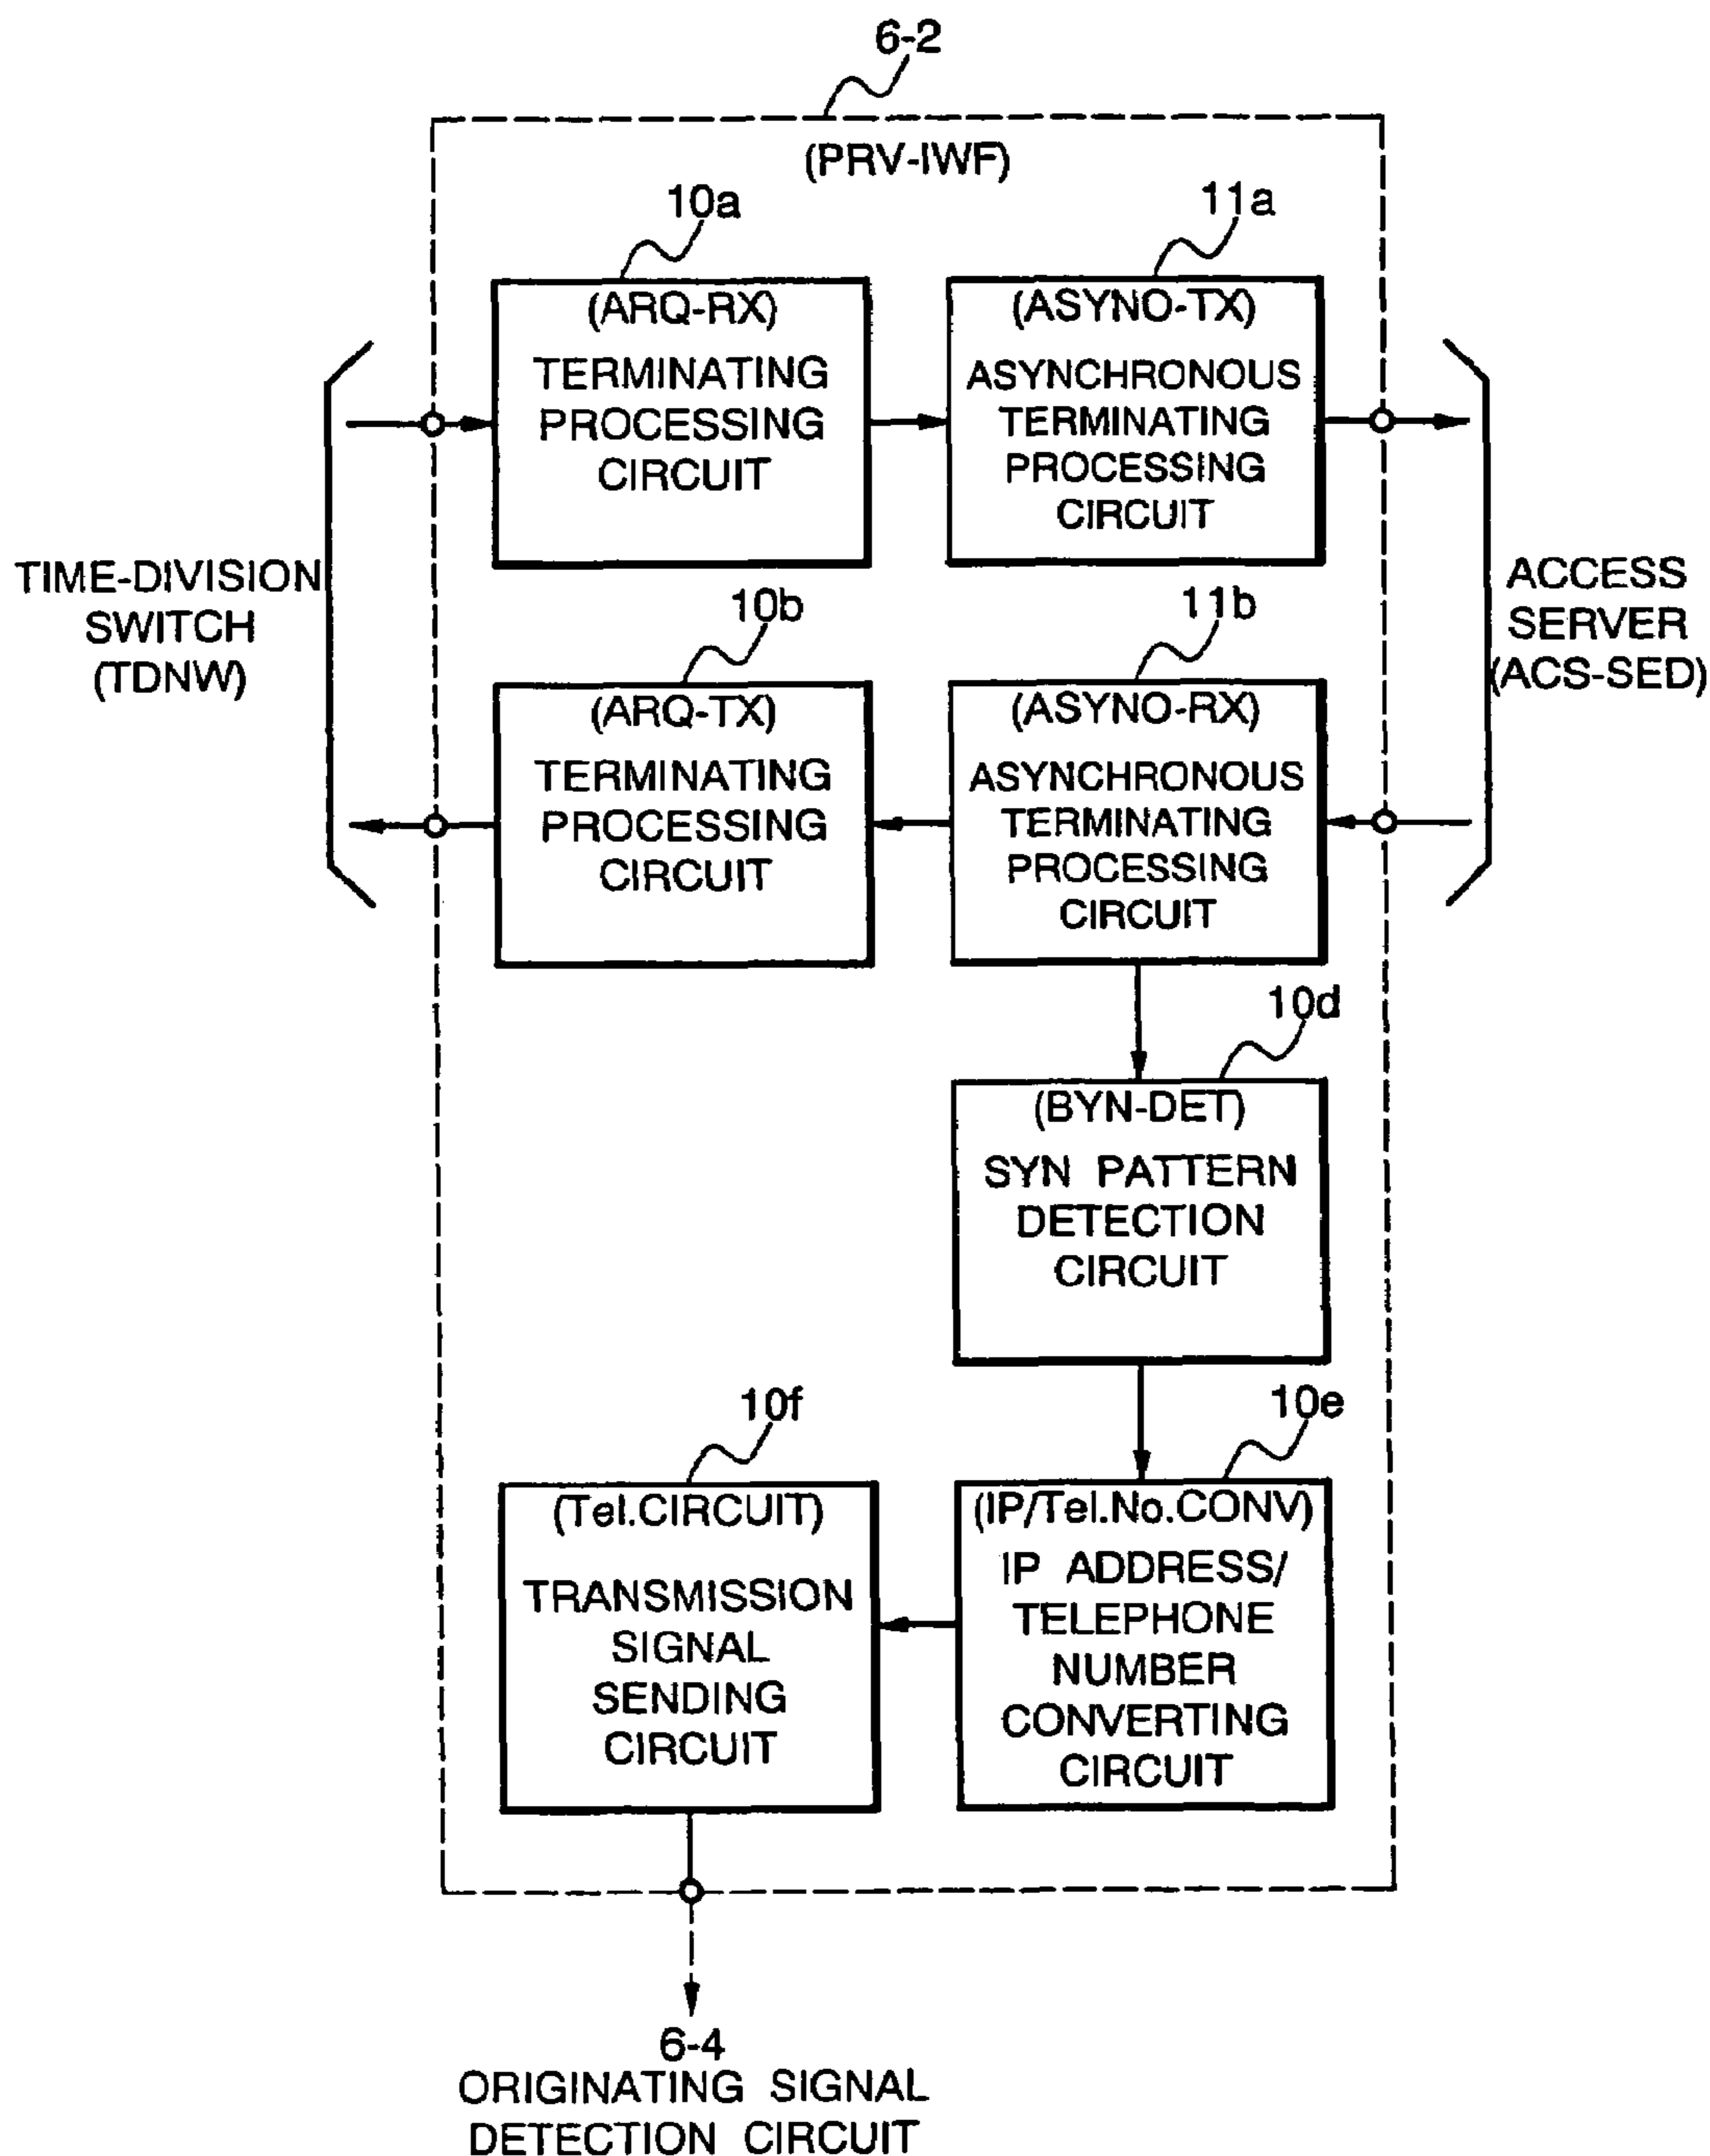 6-2
(PRV-IWF)
10a
11a
(ARQ-RX)
TERMINATING
PROCESSING
CIRCUIT
(ASYNO-TX)
ASYNCHRONOUS
TERMINATING
PROCESSING
CIRCUIT
TIME-DIVISION
SWITCH
(TDNW)
ACCESS
SERVER
(ACS-SED)
10b
11b
(ARQ-TX)
TERMINATING
PROCESSING
CIRCUIT
(ASYNO-RX)
ASYNCHRONOUS
TERMINATING
PROCESSING
CIRCUIT
10d
(BYN-DET)
SYN PATTERN
DETECTION
CIRCUIT
10f
10e
(Tel.CIRCUIT)
TRANSMISSION
SIGNAL
SENDING
CIRCUIT
(IP/Tel.No.CONV)
IP ADDRESS/
TELEPHONE
NUMBER
CONVERTING
CIRCUIT
6-4
ORIGINATING SIGNAL
DETECTION CIRCUIT